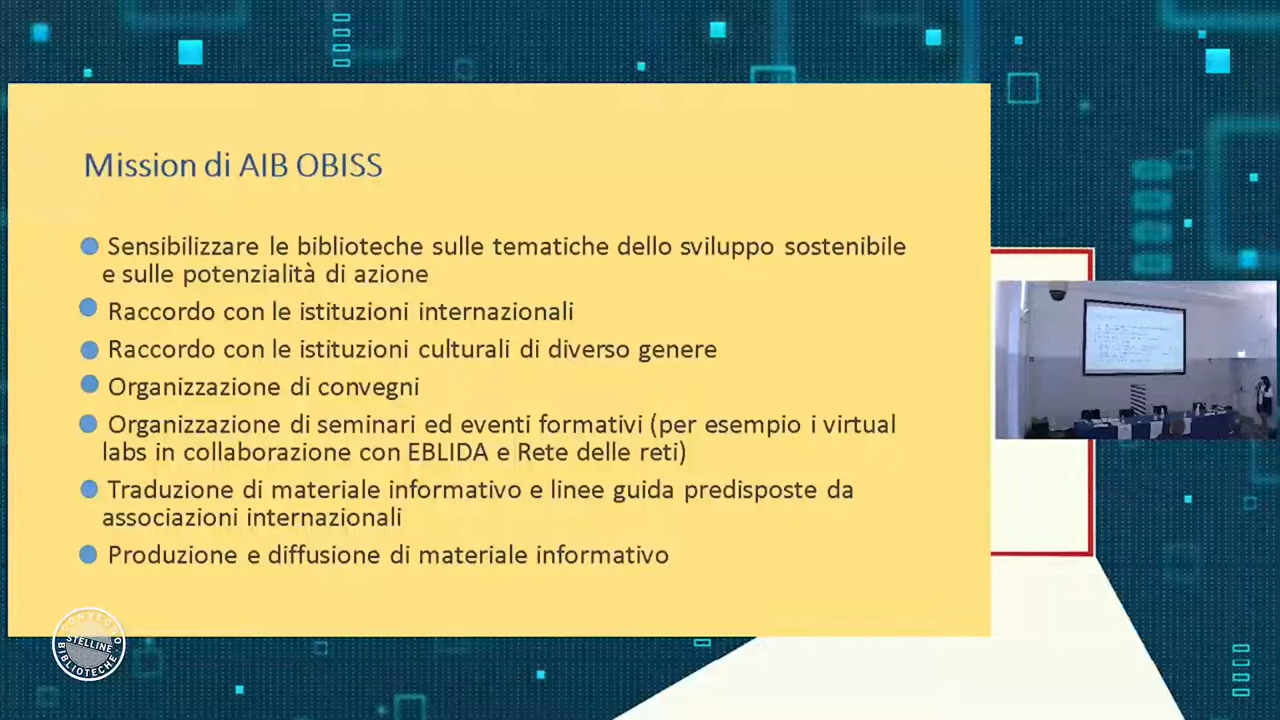 Mission di AIB OBISS
Sensibilizzare le biblioteche sulle tematiche dello sviluppo sostenibile
e sulle potenzialità di azione
Raccordo con le istituzioni internazionali
Raccordo con le istituzioni culturali di diverso genere
Organizzazione di convegni
Organizzazione di seminari ed eventi formativi (per esempio i virtual
labs in collaborazione con EBLIDA e Rete delle reti)
Traduzione di materiale informativo e linee guida predisposte da
associazioni internazionali
Produzione e diffusione di materiale informativo
CONVEGNO
STELLINE
BIBLIOTECHE